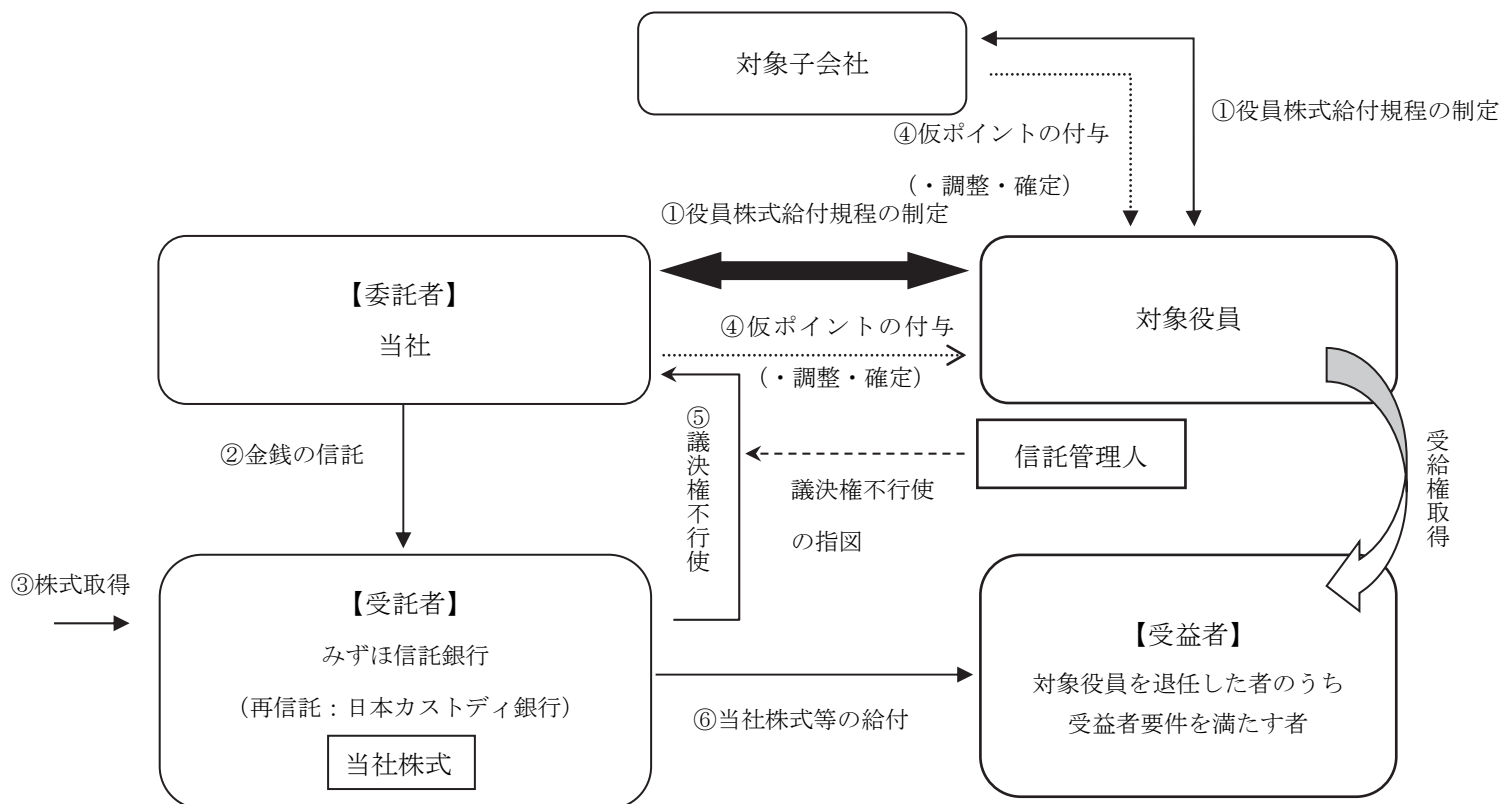 対象子会社
①役員株式給付規程の制定
④仮ポイントの付与
（・調整・確定）
①役員株式給付規程の制定
【委託者】
当社
④仮ポイントの付与
（・調整・確定）
対象役員
②金銭の信託
⑤議決権不行使
議決権不行使
の指図
信託管理人
受給権取得
③株式取得
【受託者】
みずほ信託銀行
（再信託：日本カストディ銀行）
当社株式
⑥当社株式等の給付
【受益者】
対象役員を退任した者のうち
受益者要件を満たす者